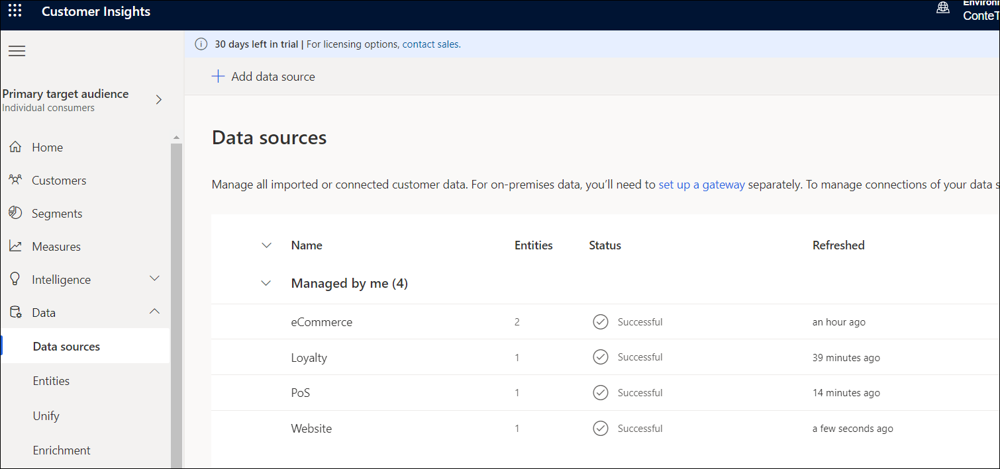 Customer Insights
ConteT
30 days left in trial | For licensing options, contact sales.
Add data source
Primary target audience
Individual consumers
Home
Customers
Segments
Measures
Intelligence
Data
Data sources
Entities
Unify
Enrichment
Data sources
Manage all imported or connected customer data. For on-premises data, you’ll need to set up a gateway separately. To manage connections of your data s
Name Entities Status Refreshed
Managed by me (4)
eCommerce 2 Successful an hour ago
Loyalty 1 Successful 39 minutes ago
PoS 1 Successful 14 minutes ago
Website 1 Successful a few seconds ago